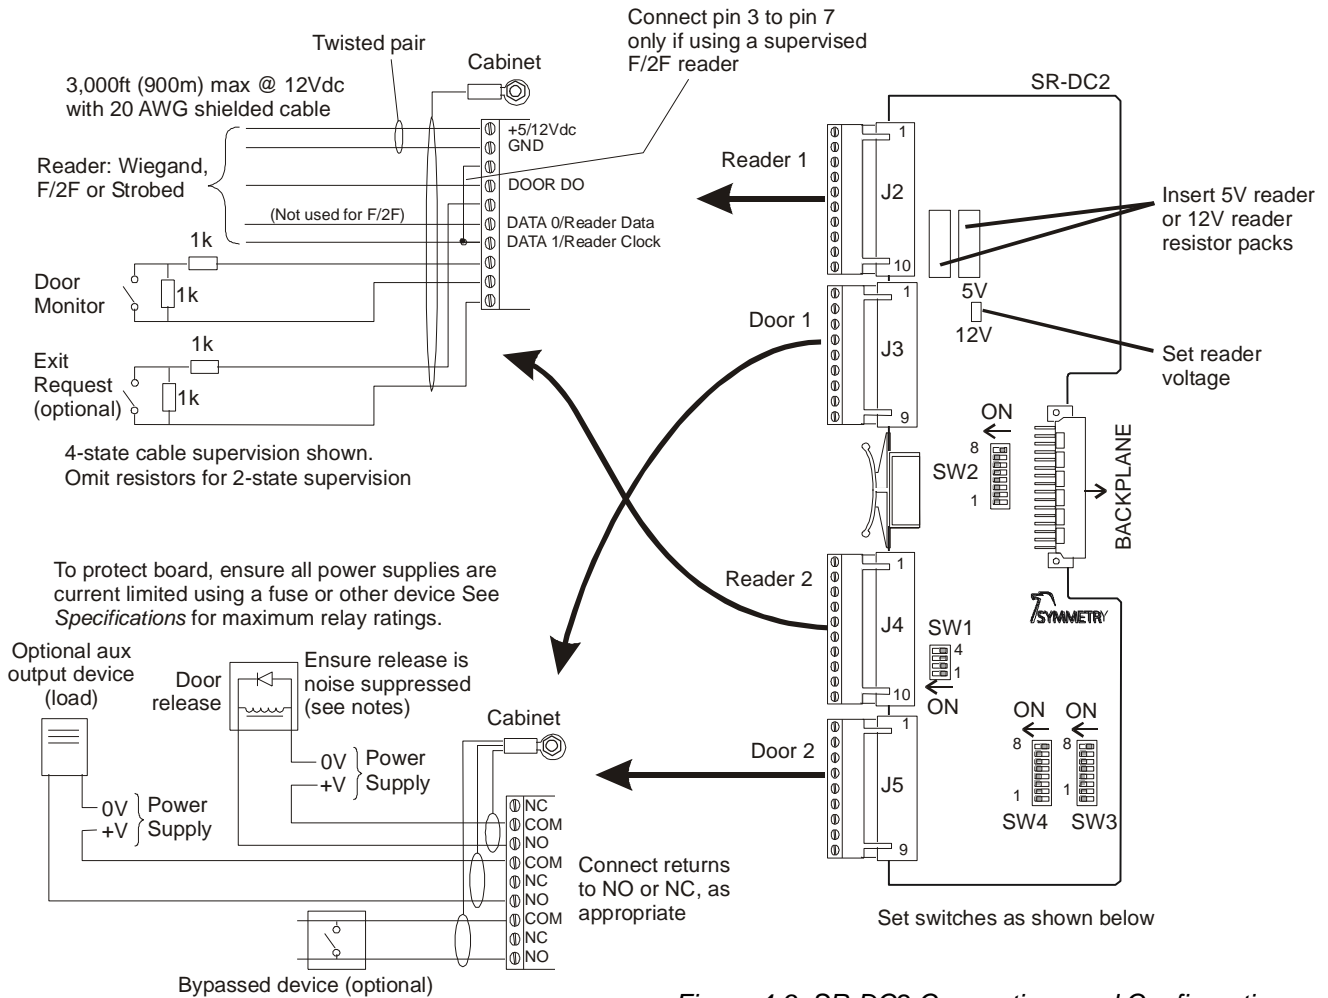 Connect pin 3 to pin 7
only if using a supervised
F/2F reader
Twisted pair
Cabinet
3,000ft (900m) max @ 12Vdc
with 20 AWG shielded cable
+5/12Vdc
GND
Reader: Wiegand,
F/2F or Strobed
DOOR DO
(Not used for F/2F)
DATA 0/Reader Data
DATA 1/Reader Clock
1k
Door
Monitor
1k
1k
Exit
Request
(optional)
1k
4-state cable supervision shown.
Omit resistors for 2-state supervision
SR-DC2
Reader 1
1
J2
10
Insert 5V reader
or 12V reader
resistor packs
5V
12V
Door 1
1
J3
9
Set reader
voltage
ON
8
SW2
1
BACKPLANE
Reader 2
1
J4
10
SW1
4
1
ON
SYMMETRY
Door 2
1
J5
9
ON
ON
8
8
1
1
SW4
SW3
Set switches as shown below
To protect board, ensure all power supplies are
current limited using a fuse or other device See
Specifications for maximum relay ratings.
Optional aux
output device
(load)
Door
release
Ensure release is
noise suppressed
(see notes)
Cabinet
0V
+V
Power
Supply
0V
+V
Power
Supply
NC
COM
NO
COM
NC
NO
COM
NC
NO
Connect returns
to NO or NC, as
appropriate
Bypassed device (optional)